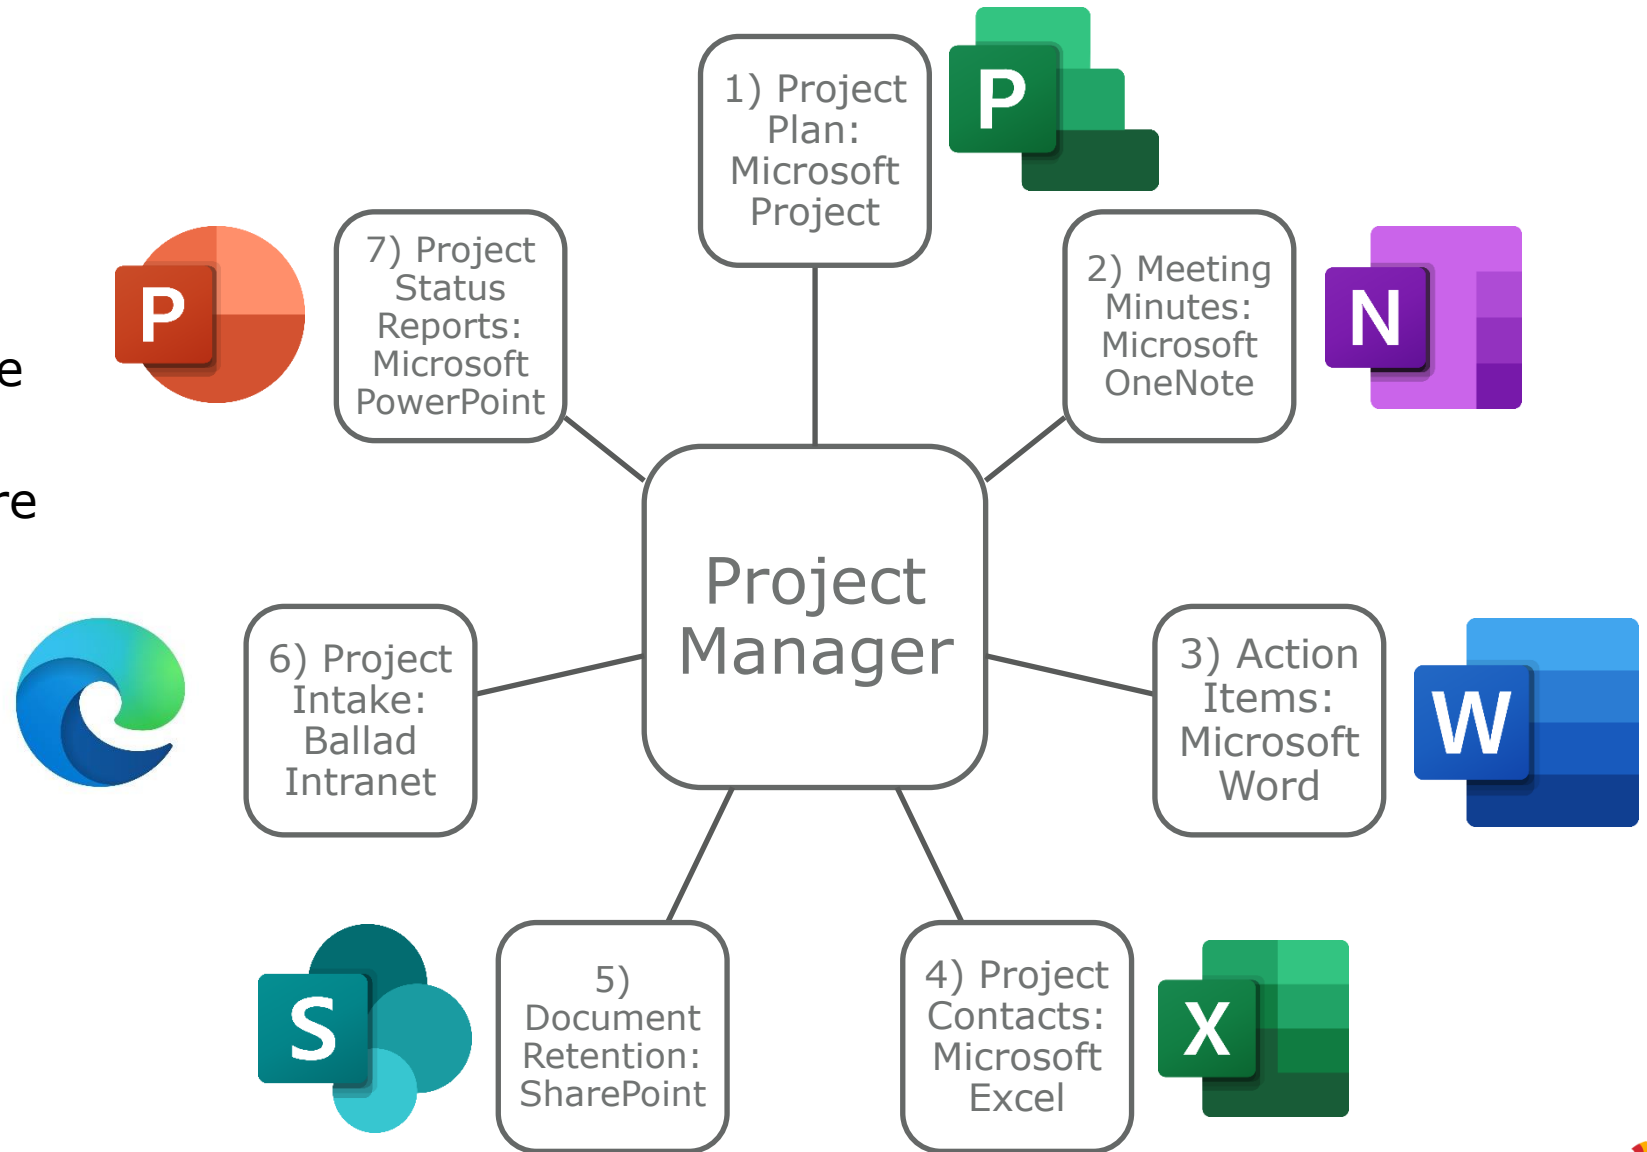 1) Project
Plan:
Microsoft
Project
P
2) Meeting
Minutes:
Microsoft
OneNote
N
3) Action
Items:
Microsoft
Word
W
4) Project
Contacts:
Microsoft
Excel
X
5)
Document
Retention:
SharePoint
S
6) Project
Intake:
Ballad
Intranet
7) Project
Status
Reports:
Microsoft
PowerPoint
P
Project
Manager
e
re